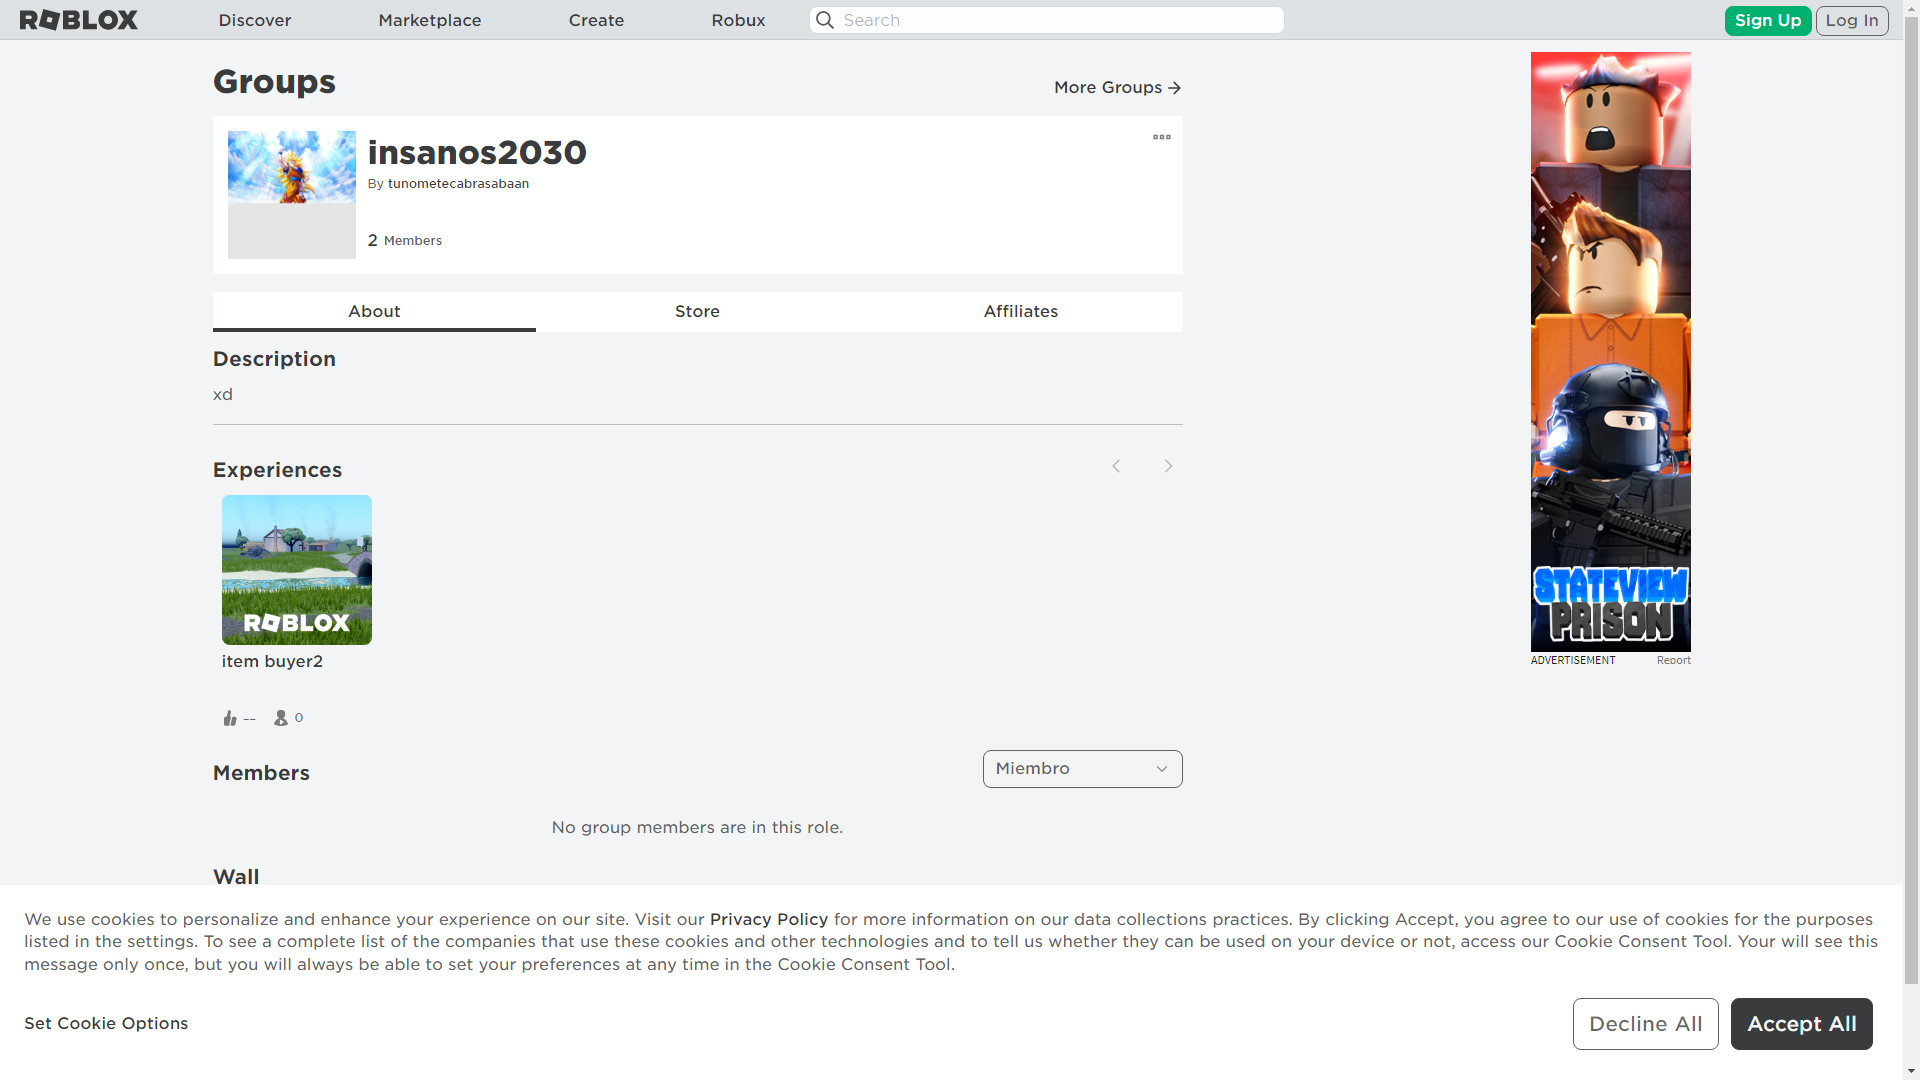 ROBLOX
Discover
Marketplace
Create
Robux
Search
Sign Up
Log In
Groups
More Groups
insanos2030
By tunometecabrasabaan
2 Members
About
Store
Affiliates
Description
xd
Experiences
ROBLOX
item buyer2
-- 0
STATEVIEW
PRISON
ADVERTISEMENT
Report
Members
Miembro
No group members are in this role.
Wall
We use cookies to personalize and enhance your experience on our site. Visit our Privacy Policy for more information on our data collections practices. By clicking Accept, you agree to our use of cookies for the purposes
listed in the settings. To see a complete list of the companies that use these cookies and other technologies and to tell us whether they can be used on your device or not, access our Cookie Consent Tool. Your will see this
message only once, but you will always be able to set your preferences at any time in the Cookie Consent Tool.
Set Cookie Options
Decline All
Accept All